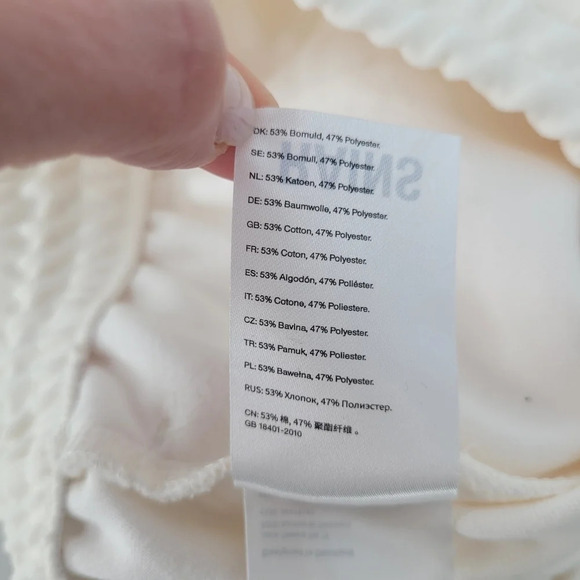 DK: 53% Bomuld, 47% Polyester.
SE: 53% Bomull, 47% Polyester.
NL: 53% Katoen, 47% Polyester.
DE: 53% Baumwolle, 47% Polyester.
GB: 53% Cotton, 47% Polyester.
FR: 53% Coton, 47% Polyester.
ES: 53% Algodón, 47% Poliéster.
IT: 53% Cotone, 47% Poliestere.
CZ: 53% Bavlna, 47% Polyester.
TR: 53% Pamuk, 47% Poliester.
PL: 53% Bawełna, 47% Polyester.
RUS: 53% Хлопок, 47% Полиэстер.
CN: 53% 棉, 47% 聚酯纤维 。
GB 18401-2010